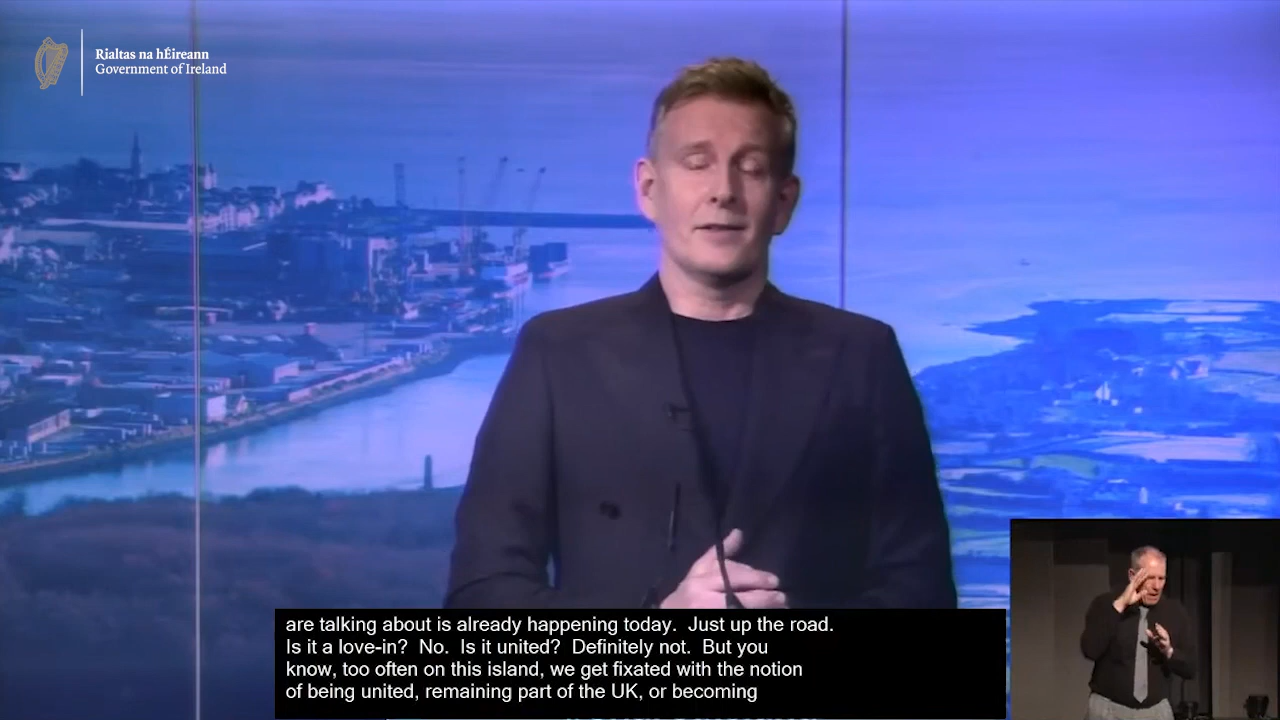 Rialtas na hÉireann
Government of Ireland
are talking about is already happening today. Just up the road.
Is it a love-in? No. Is it united? Definitely not. But you
know, too often on this island, we get fixated with the notion
of being united, remaining part of the UK, or becoming